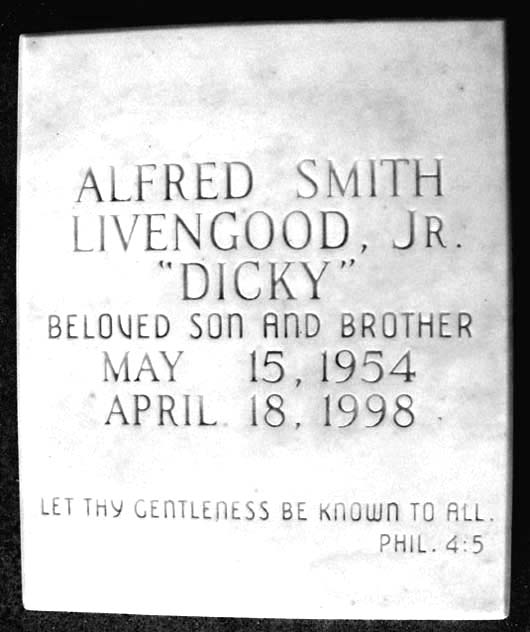 ALFRED SMITH
LIVENGOOD, JR.
"DICKY"
BELOVED SON AND BROTHER
MAY 15, 1954
APRIL 18, 1998
LET THY GENTLENESS BE KNOWN TO ALL.
PHIL. 4:5